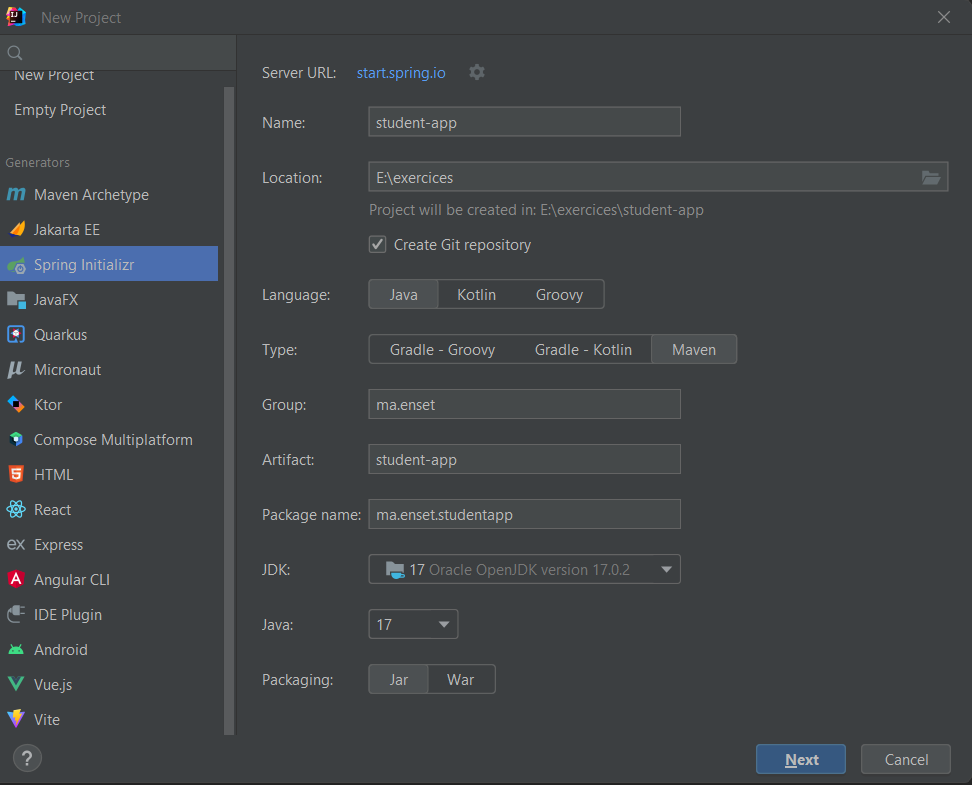 New Project
New Project
Empty Project
Generators
Maven Archetype
Jakarta EE
Spring Initializr
JavaFX
Quarkus
Micronaut
Ktor
Compose Multiplatform
HTML
React
Express
Angular CLI
IDE Plugin
Android
Vue.js
Vite
?
Server URL: start.spring.io
Name: student-app
Location: E:\exercices
Project will be created in: E:\exercices\student-app
Create Git repository
Language: Java Kotlin Groovy
Type: Gradle - Groovy Gradle - Kotlin Maven
Group: ma.enset
Artifact: student-app
Package name: ma.enset.studentapp
JDK: 17 Oracle OpenJDK version 17.0.2
Java: 17
Packaging: Jar War
Next Cancel